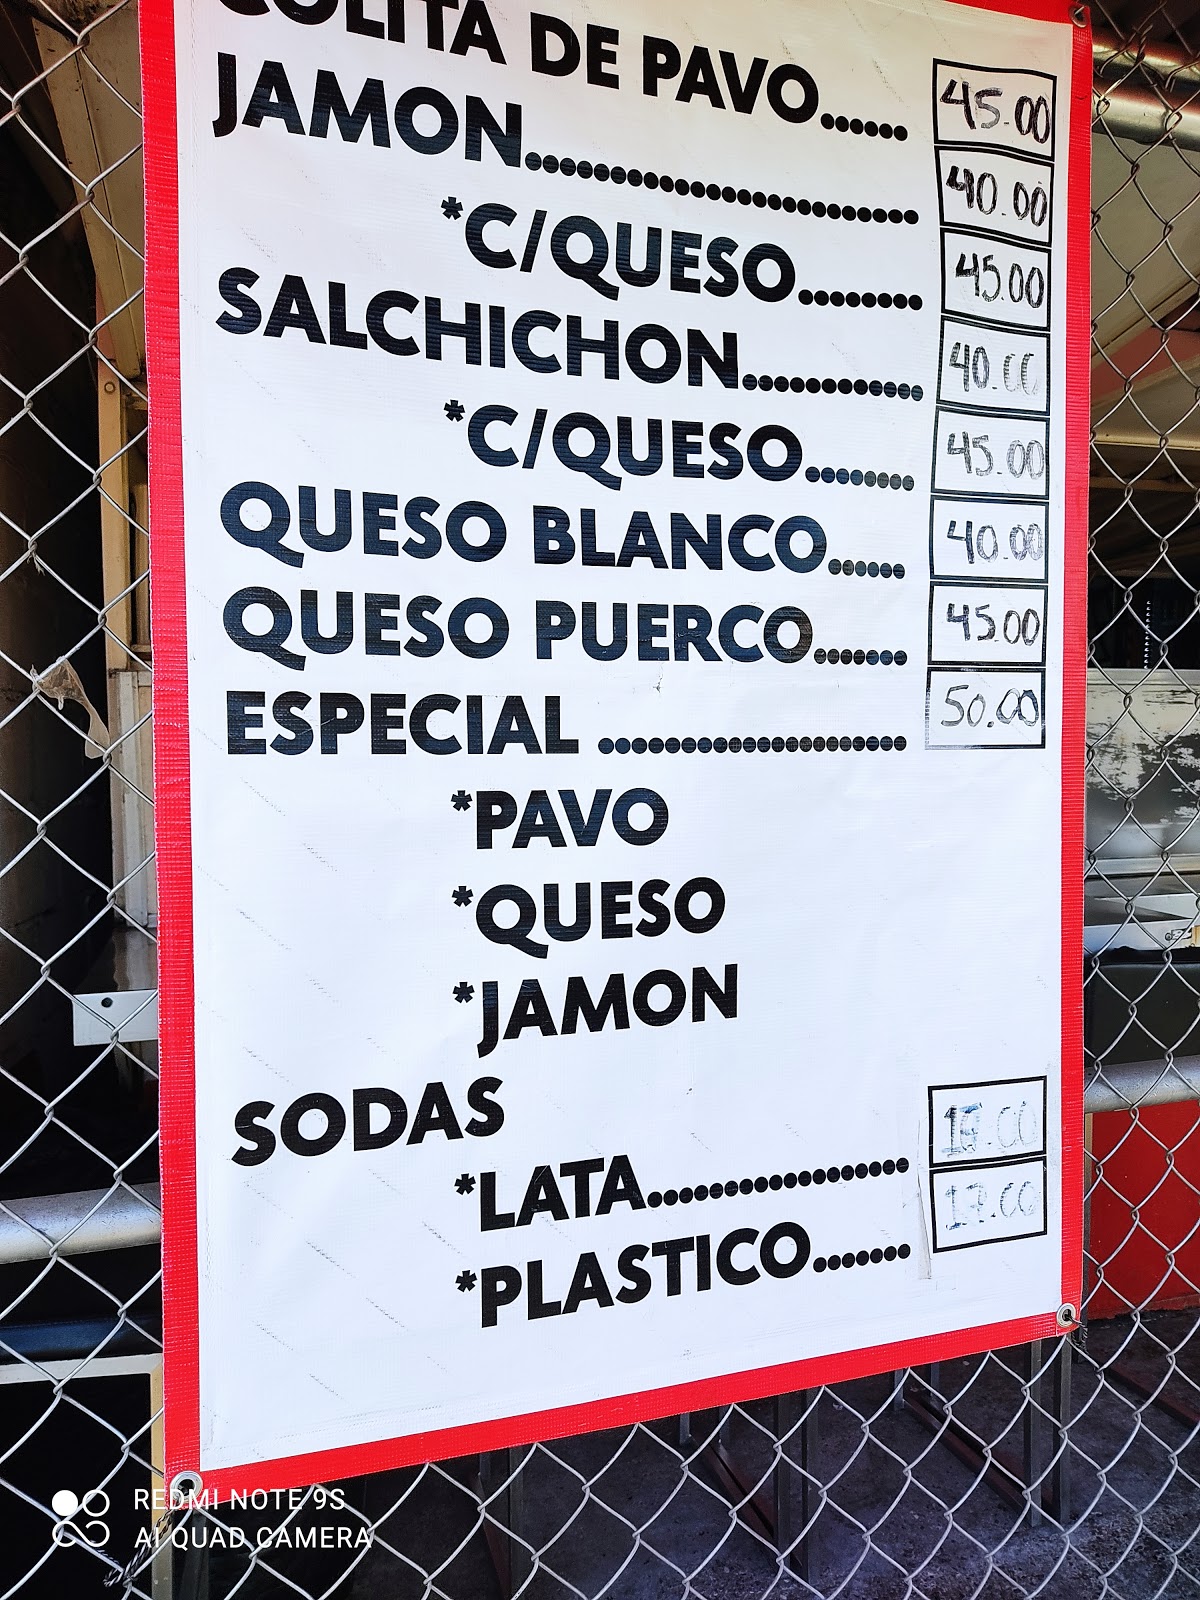 COLITA DE PAVO...... 45.00
JAMON........................ 40.00
*C/QUESO........ 45.00
SALCHICHON............ 40.00
*C/QUESO....... 45.00
QUESO BLANCO...... 40.00
QUESO PUERCO....... 45.00
ESPECIAL .................... 50.00
*PAVO
*QUESO
*JAMON
SODAS
*LATA.................
*PLASTICO....... 17.00
REDMI NOTE 9S
AI QUAD CAMERA